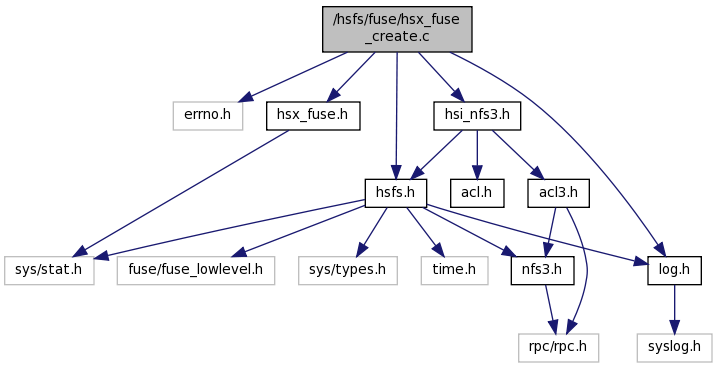 /hsfs/fuse/hsx_fuse
_create.c
errno.h
hsx_fuse.h
hsi_nfs3.h
hsfs.h
acl.h
acl3.h
sys/stat.h
fuse/fuse_lowlevel.h
sys/types.h
time.h
nfs3.h
log.h
rpc/rpc.h
syslog.h